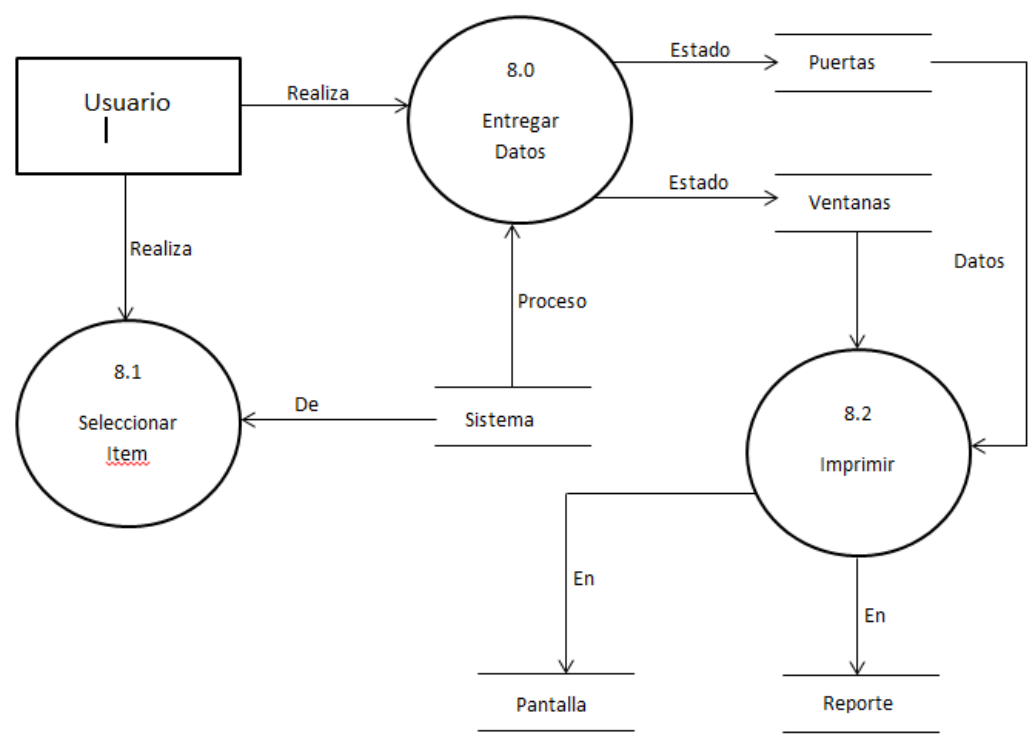 Usuario
Realiza
8.0
Entregar
Datos
Estado
Puertas
Estado
Ventanas
Datos
Realiza
Proceso
8.1
Seleccionar
Item
De
Sistema
8.2
Imprimir
En
En
Pantalla
Reporte